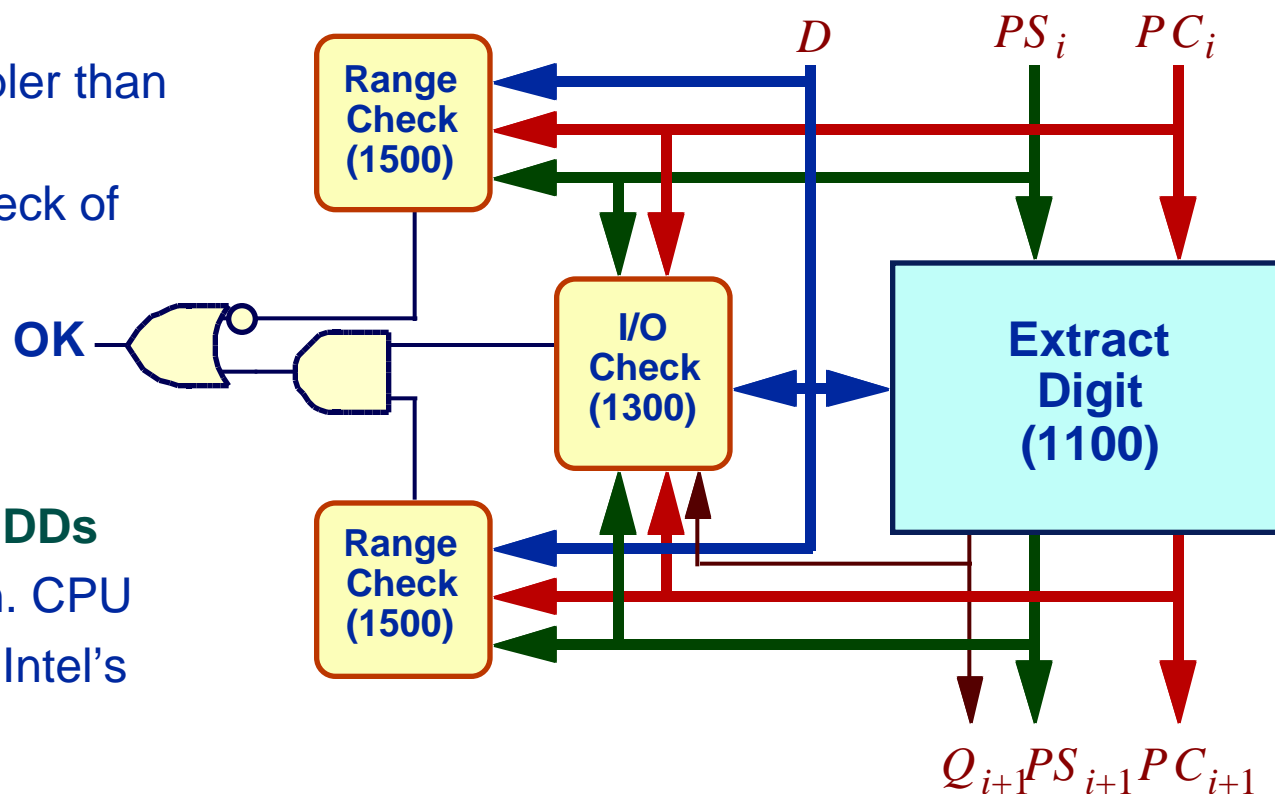 D PS i PC i
oler than
eck of
OK
DDs
CPU
Intel's
Range
Check
(1500)
I/O
Check
(1300)
Range
Check
(1500)
Extract
Digit
(1100)
Q i+1 PS i+1 PC i+1